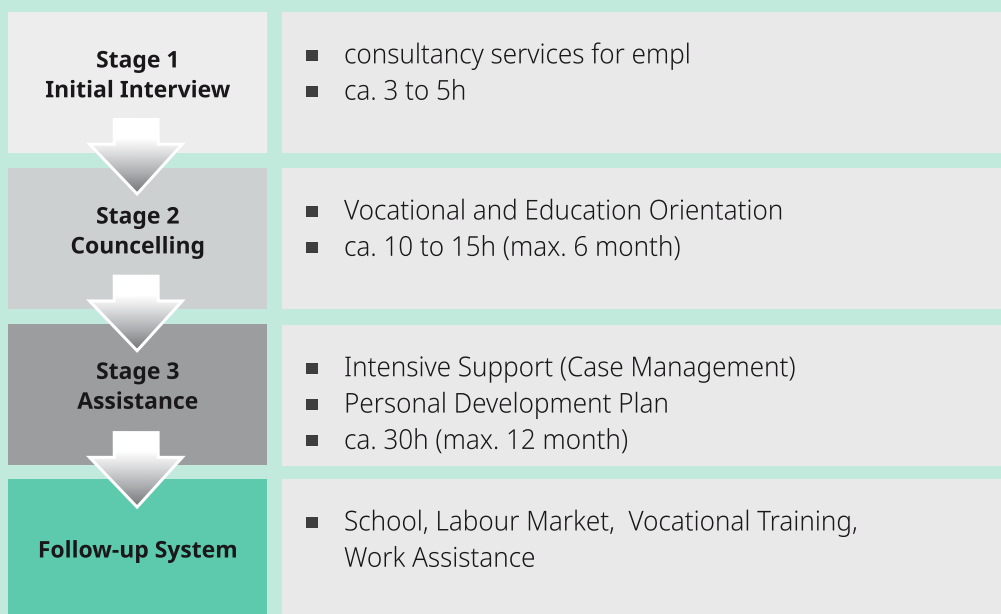 Stage 1
Initial Interview
■ consultancy services for empl
■ ca. 3 to 5h
Stage 2
Councelling
■ Vocational and Education Orientation
■ ca. 10 to 15h (max. 6 month)
Stage 3
Assistance
■ Intensive Support (Case Management)
■ Personal Development Plan
■ ca. 30h (max. 12 month)
Follow-up System
■ School, Labour Market, Vocational Training,
Work Assistance